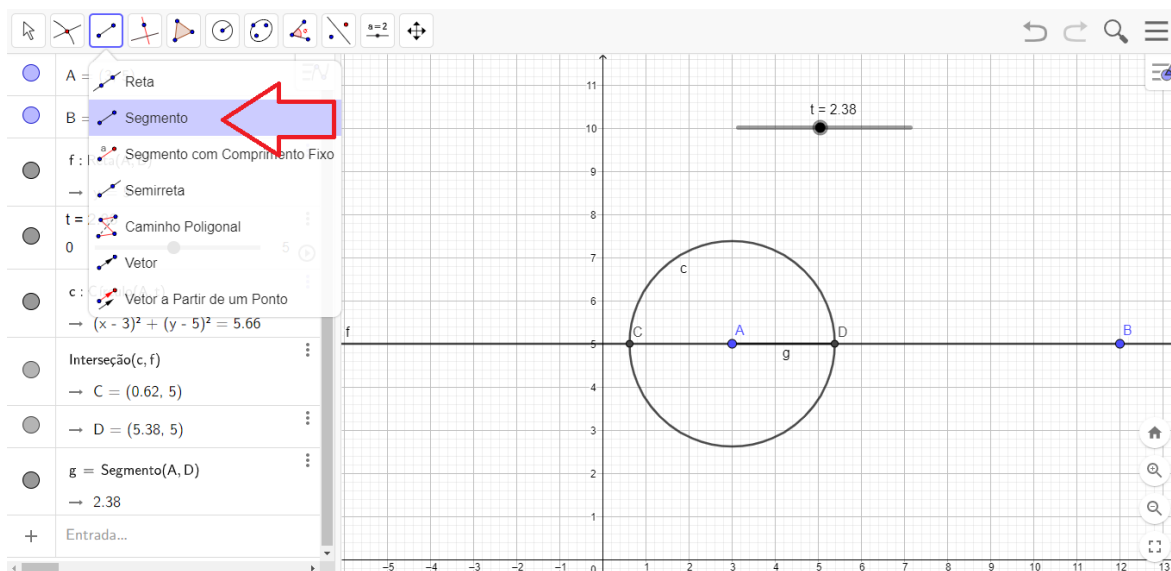 a=2
A =
Reta
B =
Segmento
f :
a
Segmento com Comprimento Fixo
→
Semirreta
t = 2
Caminho Poligonal
0
5
Vetor
c :
Vetor a Partir de um Ponto
→ (x - 3)² + (y - 5)² = 5.66
Interseção(c, f)
→ C = (0.62, 5)
→ D = (5.38, 5)
g = Segmento(A, D)
→ 2.38
+ Entrada...
t = 2.38
11
10
9
8
7
6
5
4
3
2
1
0
c
f
C
A
D
B
g
−5 −4 −3 −2 −1 0 1 2 3 4 5 6 7 8 9 10 11 12 13